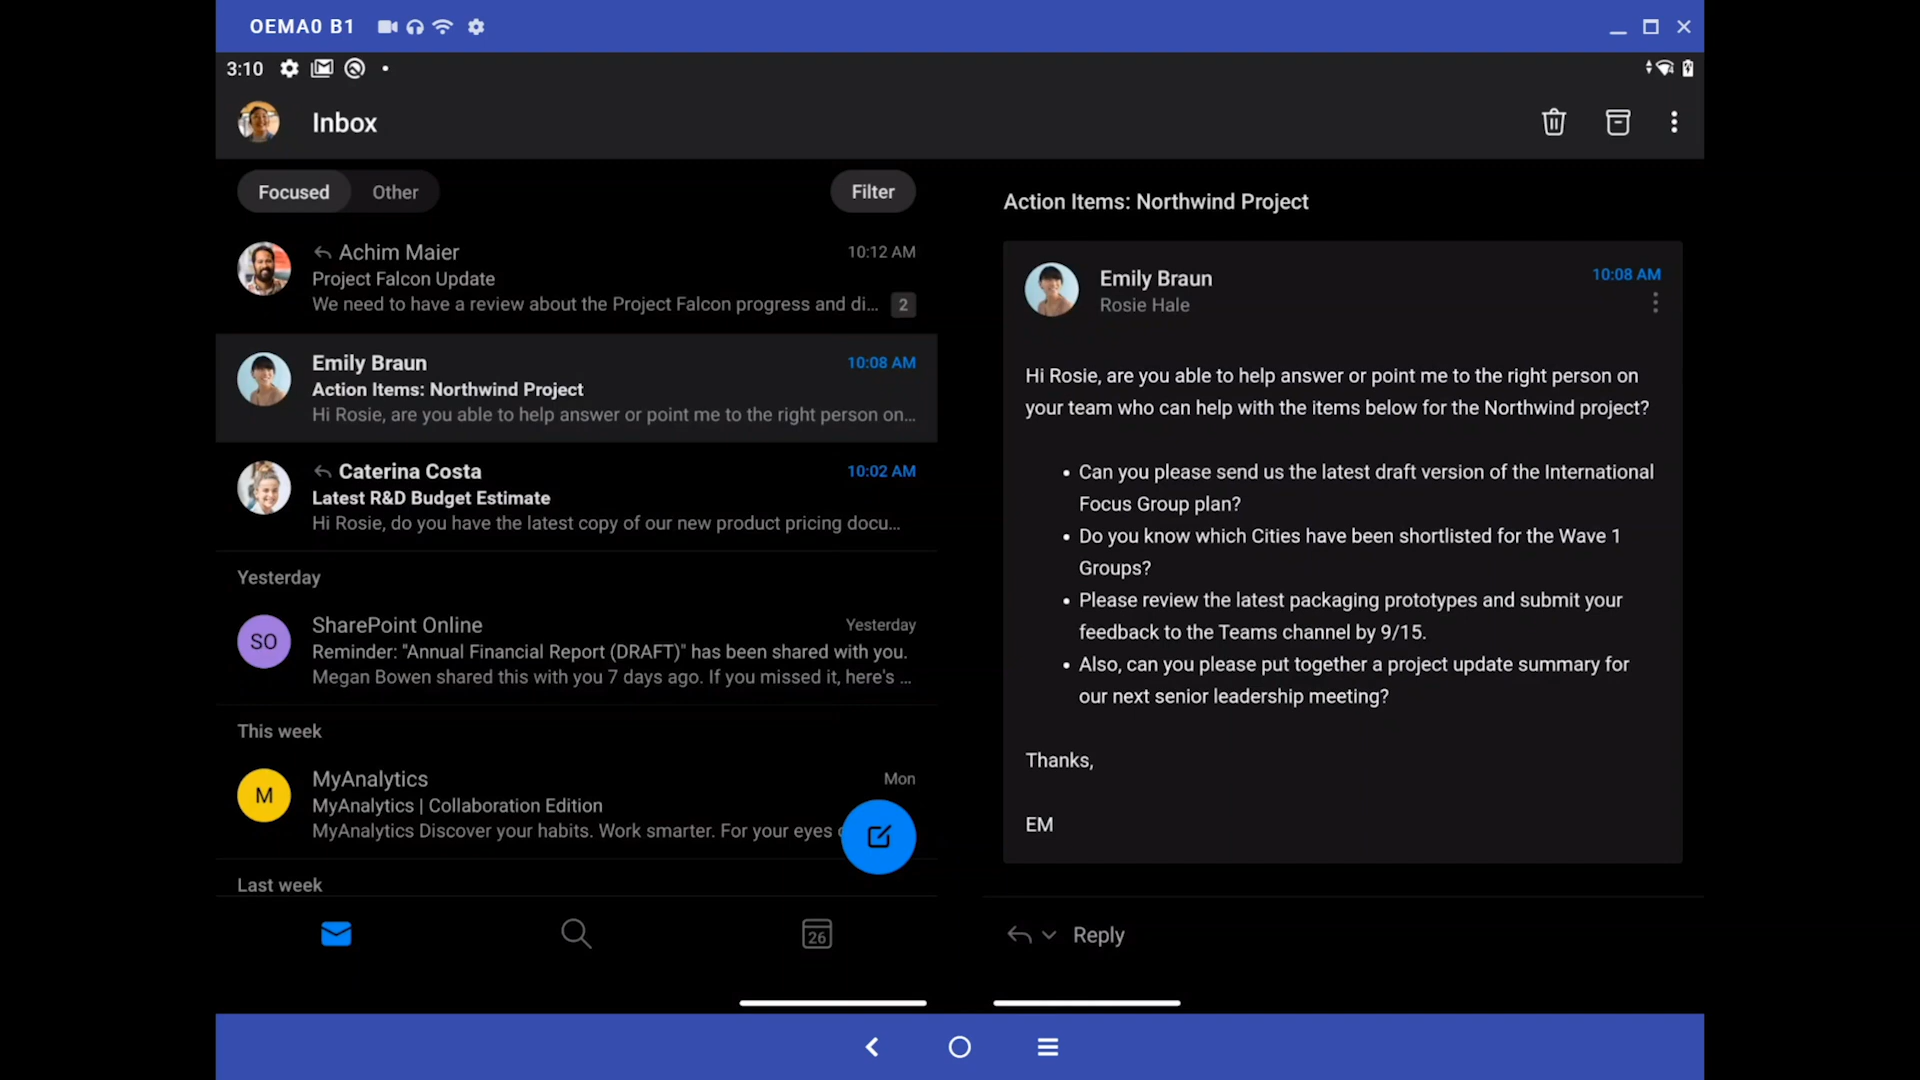 OEMA0 B1
3:10
Inbox
Focused
Other
Filter
Achim Maier
10:12 AM
Project Falcon Update
We need to have a review about the Project Falcon progress and di...
2
Emily Braun
10:08 AM
Action Items: Northwind Project
Hi Rosie, are you able to help answer or point me to the right person on...
Caterina Costa
10:02 AM
Latest R&D Budget Estimate
Hi Rosie, do you have the latest copy of our new product pricing docu...
Yesterday
SO
SharePoint Online
Yesterday
Reminder: "Annual Financial Report (DRAFT)" has been shared with you.
Megan Bowen shared this with you 7 days ago. If you missed it, here's ...
This week
M
MyAnalytics
Mon
MyAnalytics | Collaboration Edition
MyAnalytics Discover your habits. Work smarter. For your eyes
Last week
26
Action Items: Northwind Project
Emily Braun
10:08 AM
Rosie Hale
Hi Rosie, are you able to help answer or point me to the right person on
your team who can help with the items below for the Northwind project?
• Can you please send us the latest draft version of the International
Focus Group plan?
• Do you know which Cities have been shortlisted for the Wave 1
Groups?
• Please review the latest packaging prototypes and submit your
feedback to the Teams channel by 9/15.
• Also, can you please put together a project update summary for
our next senior leadership meeting?
Thanks,
EM
Reply